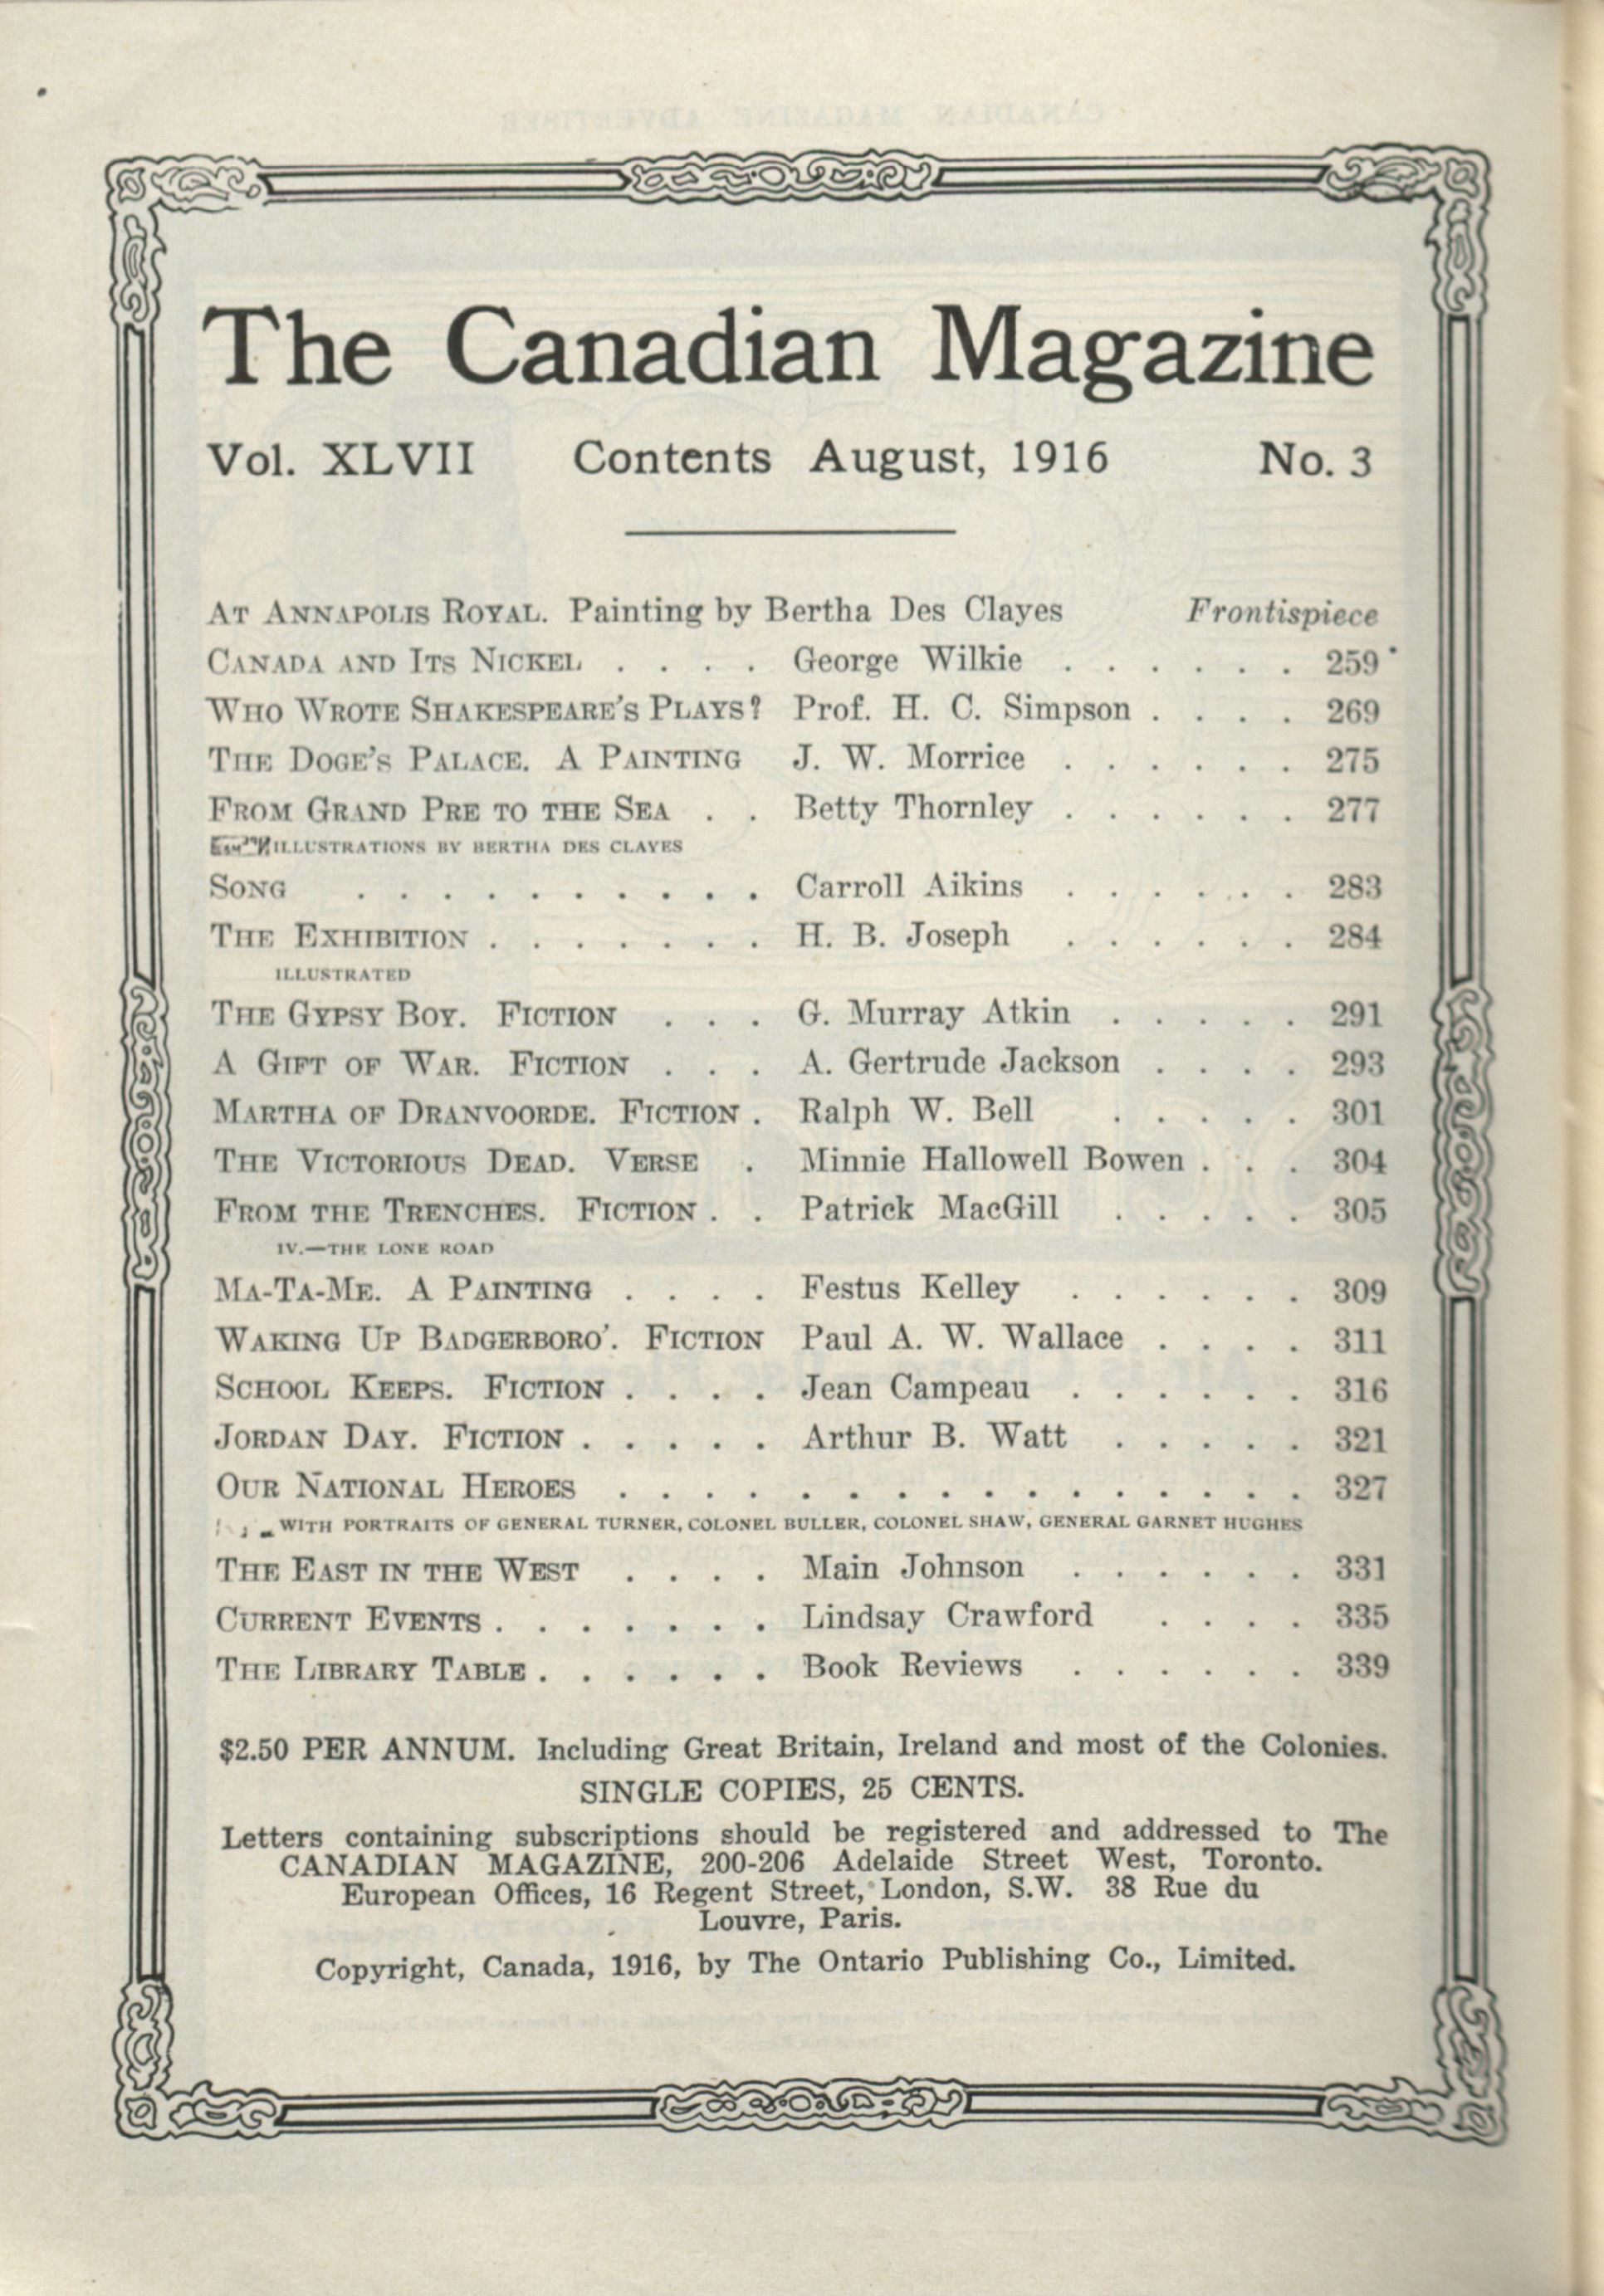 The Canadian Magazine
Vol. XLVII Contents August, 1916 No. 3
AT ANNAPOLIS ROYAL. Painting by Bertha Des Clayes Frontispiece
CANADA AND ITS NICKEL . . . . George Wilkie . . . . . . 259
WHO WROTE SHAKESPEARE'S PLAYS? Prof. H. C. Simpson . . . . 269
THE DOGE'S PALACE. A PAINTING J. W. Morrice . . . . . . 275
FROM GRAND PRE TO THE SEA . . Betty Thornley . . . . . . 277
ILLUSTRATIONS BY BERTHA DES CLAYES
SONG . . . . . . . . . . Carroll Aikins . . . . . . 283
THE EXHIBITION . . . . . . . H. B. Joseph . . . . . . 284
ILLUSTRATED
THE GYPSY BOY. FICTION . . . G. Murray Atkin . . . . . 291
A GIFT OF WAR. FICTION . . . A. Gertrude Jackson . . . . 293
MARTHA OF DRANVOORDE. FICTION . Ralph W. Bell . . . . . 301
THE VICTORIOUS DEAD. VERSE . Minnie Hallowell Bowen . . . 304
FROM THE TRENCHES. FICTION . . Patrick MacGill . . . . . 305
IV.—THE LONE ROAD
MA-TA-ME. A PAINTING . . . . Festus Kelley . . . . . . 309
WAKING UP BADGERBORO'. FICTION Paul A. W. Wallace . . . . 311
SCHOOL KEEPS. FICTION . . . . Jean Campeau . . . . . . 316
JORDAN DAY. FICTION . . . . . Arthur B. Watt . . . . . 321
OUR NATIONAL HEROES . . . . . . . . . . . . . . . . 327
WITH PORTRAITS OF GENERAL TURNER, COLONEL BULLER, COLONEL SHAW, GENERAL GARNET HUGHES
THE EAST IN THE WEST . . . . Main Johnson . . . . . . 331
CURRENT EVENTS . . . . . . . Lindsay Crawford . . . . 335
THE LIBRARY TABLE . . . . . . Book Reviews . . . . . . 339
$2.50 PER ANNUM. Including Great Britain, Ireland and most of the Colonies.
SINGLE COPIES, 25 CENTS.
Letters containing subscriptions should be registered and addressed to The
CANADIAN MAGAZINE, 200-206 Adelaide Street West, Toronto.
European Offices, 16 Regent Street, London, S.W. 38 Rue du
Louvre, Paris.
Copyright, Canada, 1916, by The Ontario Publishing Co., Limited.